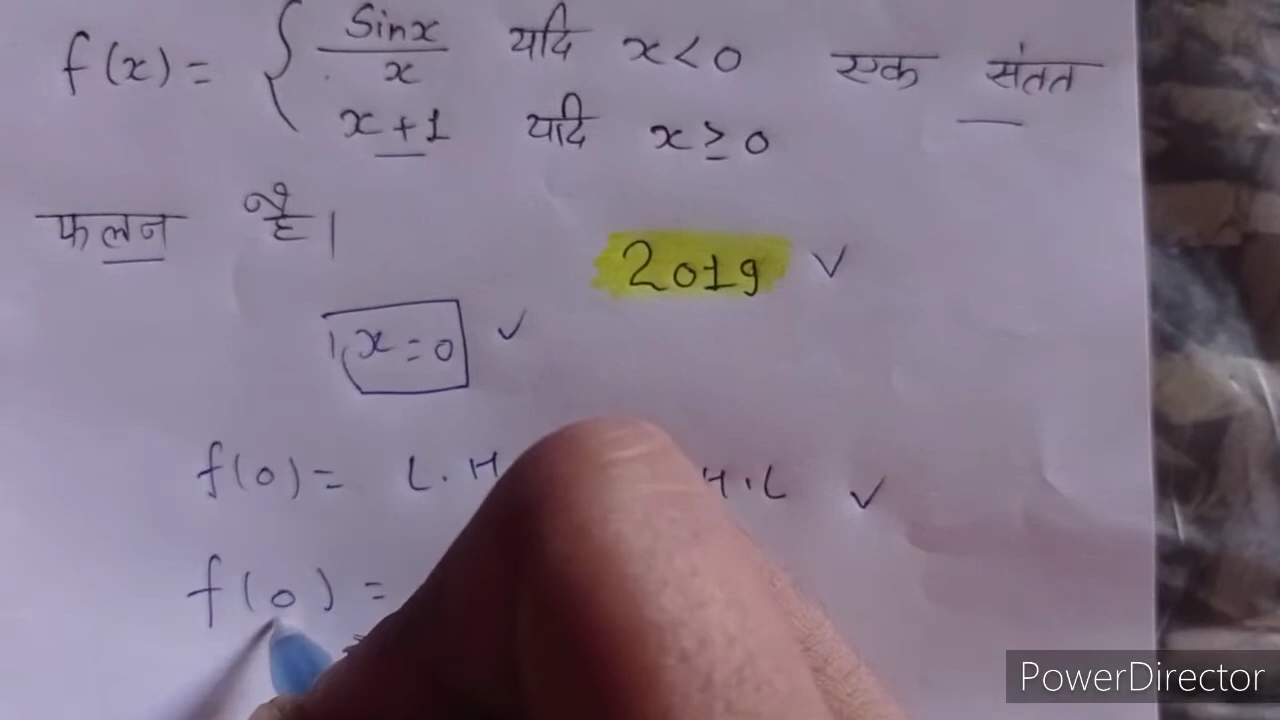 f(x) = { Sinx / x यदि x < 0 एक संतत
x + 1 यदि x ≥ 0
फलन है।
2019 ✓
x = 0 ✓
f(0) = L.H H.L ✓
f(0) =
PowerDirector